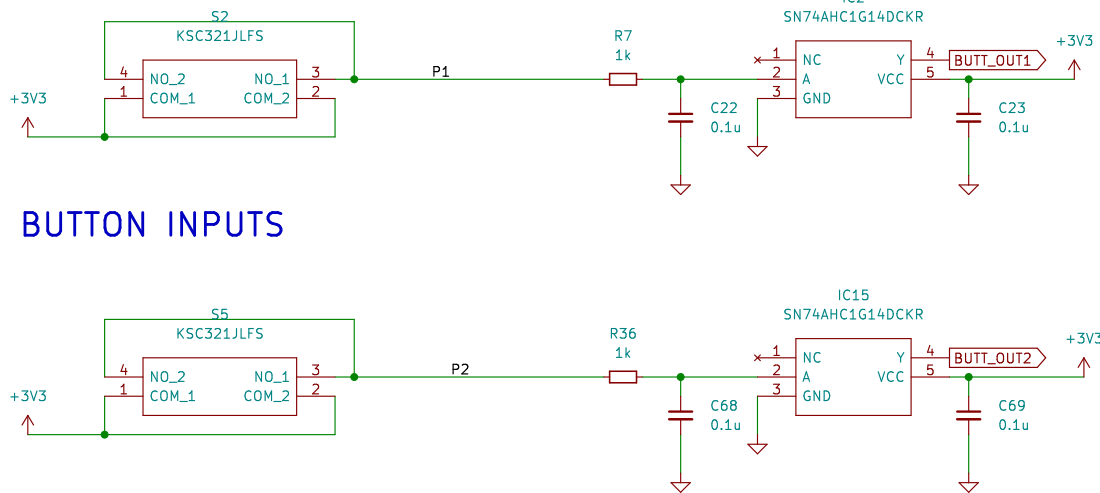 S2
KSC321JLFS
4 NO_2 NO_1 3
1 COM_1 COM_2 2
+3V3
P1
R7
1k
C22
0.1u
SN74AHC1G14DCKR
1 NC Y 4
2 A VCC 5
3 GND
BUTT_OUT1
+3V3
C23
0.1u
BUTTON INPUTS
S5
KSC321JLFS
4 NO_2 NO_1 3
1 COM_1 COM_2 2
+3V3
P2
R36
1k
C68
0.1u
IC15
SN74AHC1G14DCKR
1 NC Y 4
2 A VCC 5
3 GND
BUTT_OUT2
+3V3
C69
0.1u